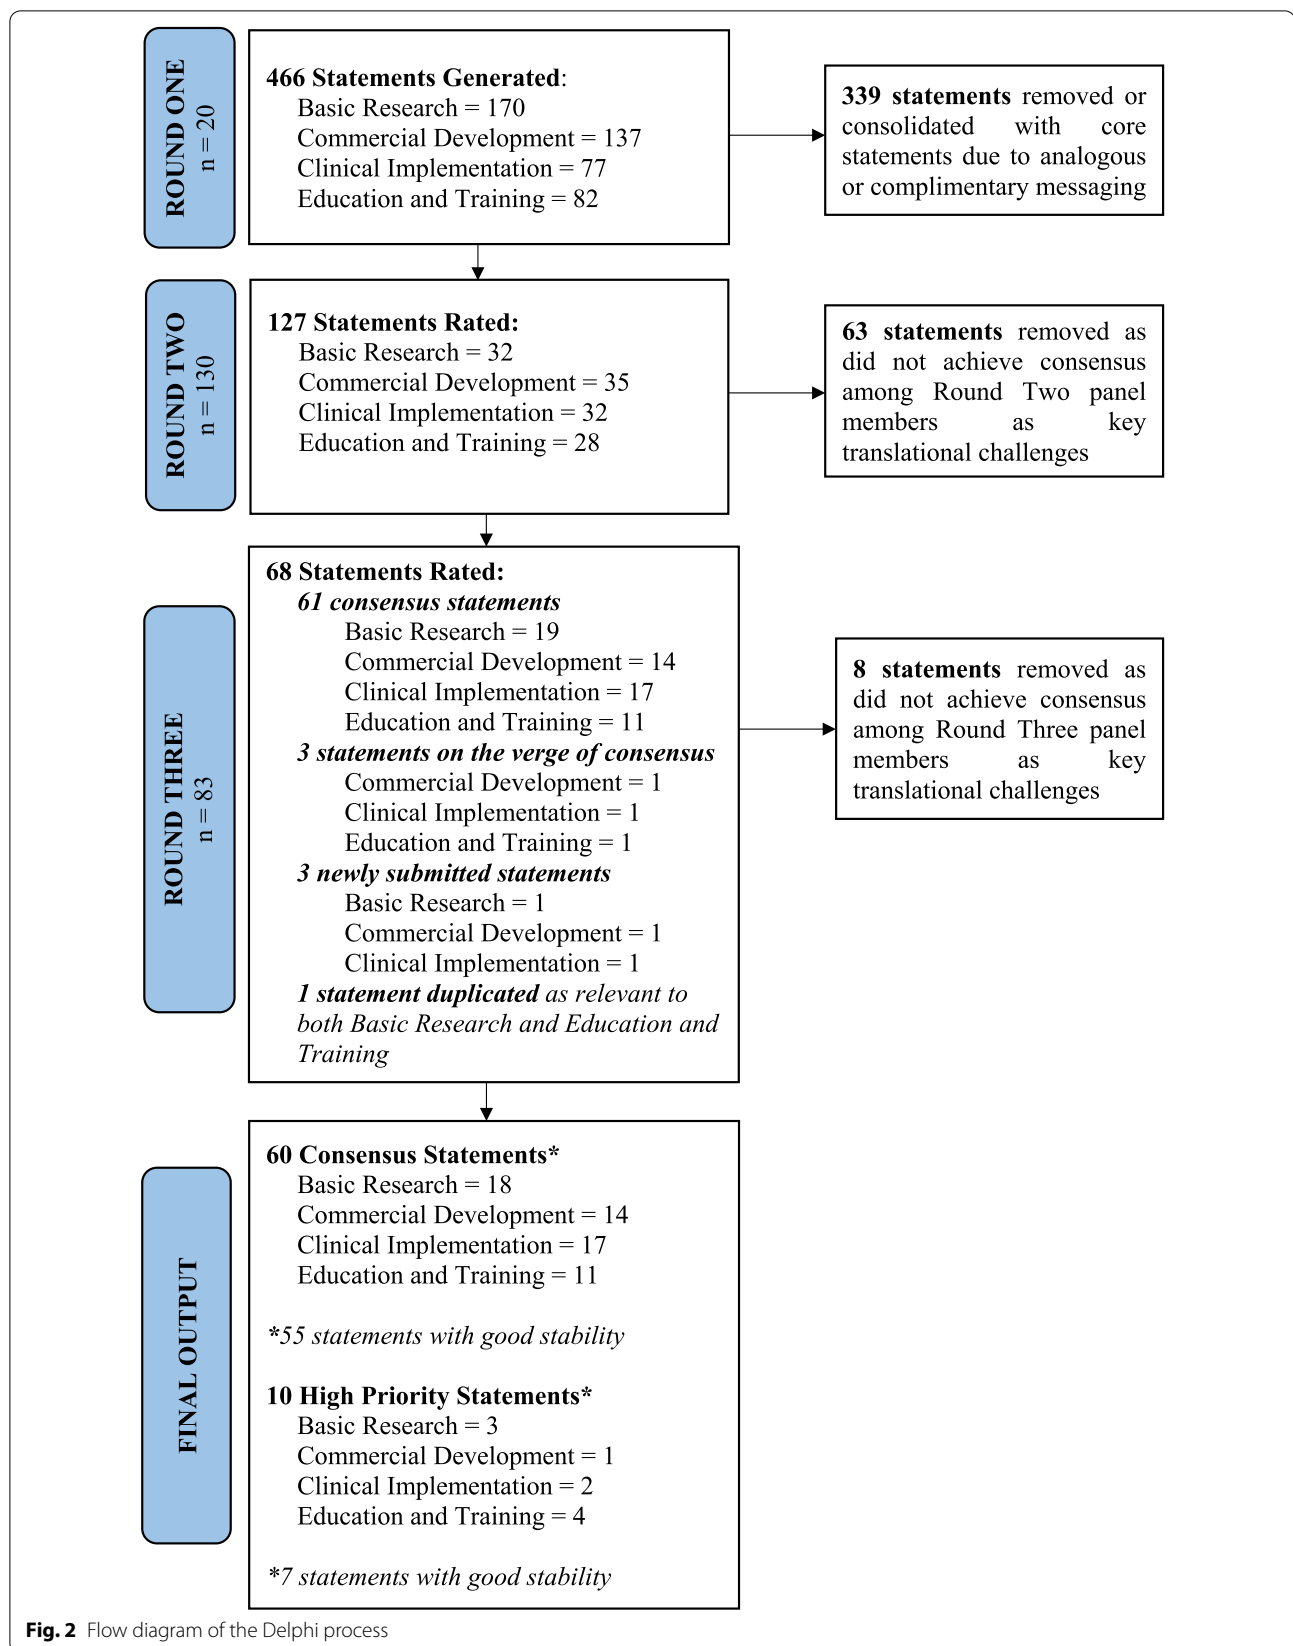 ROUND ONE
n = 20
466 Statements Generated:
Basic Research = 170
Commercial Development = 137
Clinical Implementation = 77
Education and Training = 82
339 statements removed or
consolidated with core
statements due to analogous
or complimentary messaging
ROUND TWO
n = 130
127 Statements Rated:
Basic Research = 32
Commercial Development = 35
Clinical Implementation = 32
Education and Training = 28
63 statements removed as
did not achieve consensus
among Round Two panel
members as key
translational challenges
ROUND THREE
n = 83
68 Statements Rated:
61 consensus statements
Basic Research = 19
Commercial Development = 14
Clinical Implementation = 17
Education and Training = 11
3 statements on the verge of consensus
Commercial Development = 1
Clinical Implementation = 1
Education and Training = 1
3 newly submitted statements
Basic Research = 1
Commercial Development = 1
Clinical Implementation = 1
1 statement duplicated as relevant to
both Basic Research and Education and
Training
8 statements removed as
did not achieve consensus
among Round Three panel
members as key
translational challenges
FINAL OUTPUT
60 Consensus Statements*
Basic Research = 18
Commercial Development = 14
Clinical Implementation = 17
Education and Training = 11
*55 statements with good stability
10 High Priority Statements*
Basic Research = 3
Commercial Development = 1
Clinical Implementation = 2
Education and Training = 4
*7 statements with good stability
Fig. 2 Flow diagram of the Delphi process